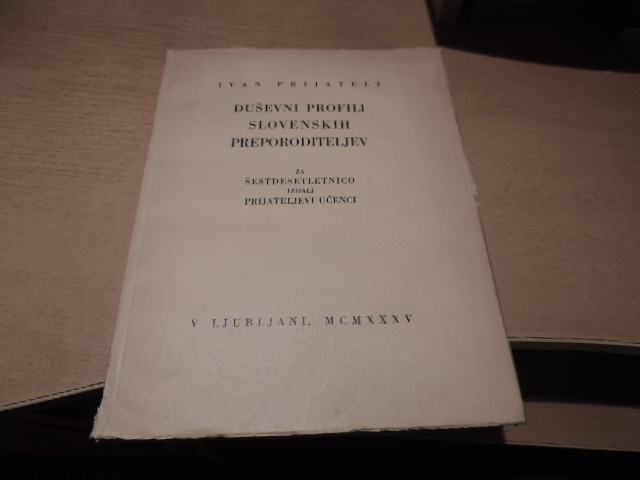 IVAN PRIJATELJ
DUŠEVNI PROFILI
SLOVENSKIH
PREPORODITELJEV
ZA
ŠESTDESETLETNICO
IZDALI
PRIJATELJEVI UČENCI
V LJUBLJANI, MCMXXXV